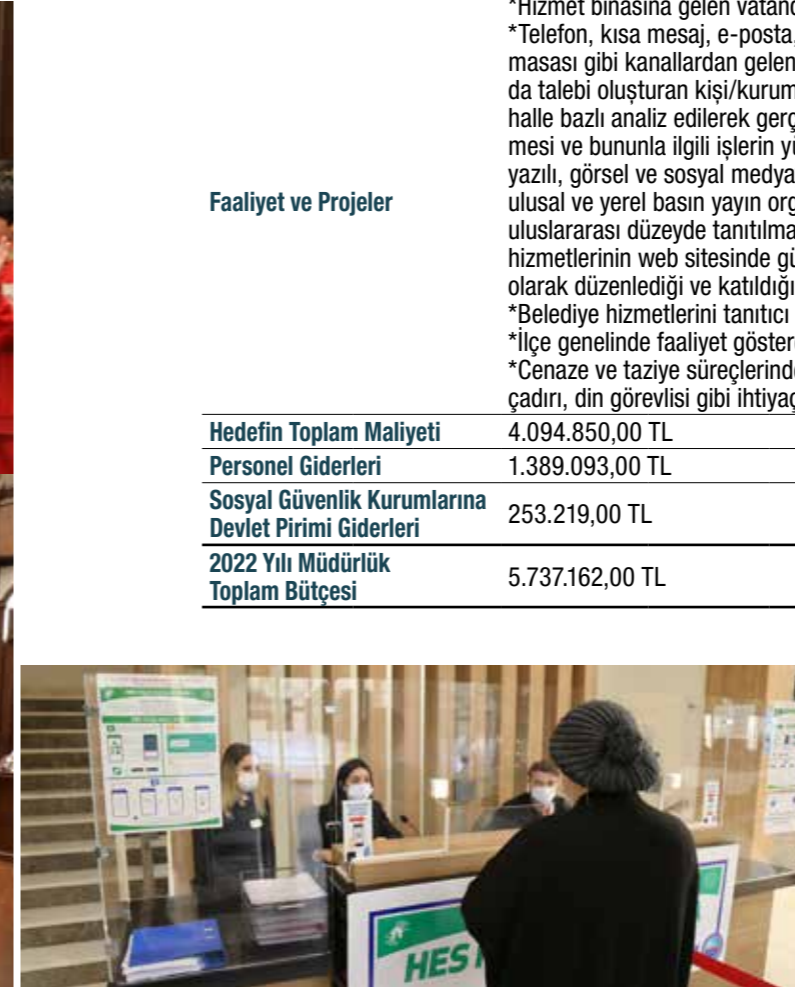 *Hizmet binasına gelen vatand
*Telefon, kısa mesaj, e-posta,
masası gibi kanallardan gelen
da talebi oluşturan kişi/kurum
halle bazlı analiz edilerek gerç
mesi ve bununla ilgili işlerin yü
yazılı, görsel ve sosyal medya
Faaliyet ve Projeler
ulusal ve yerel basın yayın org
uluslararası düzeyde tanıtılma
hizmetlerinin web sitesinde gü
olarak düzenlediği ve katıldığı
*Belediye hizmetlerini tanıtıcı
*İlçe genelinde faaliyet göster
*Cenaze ve taziye süreçlerind
çadırı, din görevlisi gibi ihtiyaç
Hedefin Toplam Maliyeti 4.094.850,00 TL
Personel Giderleri 1.389.093,00 TL
Sosyal Güvenlik Kurumlarına
Devlet Pirimi Giderleri 253.219,00 TL
2022 Yılı Müdürlük
Toplam Bütçesi 5.737.162,00 TL
HES